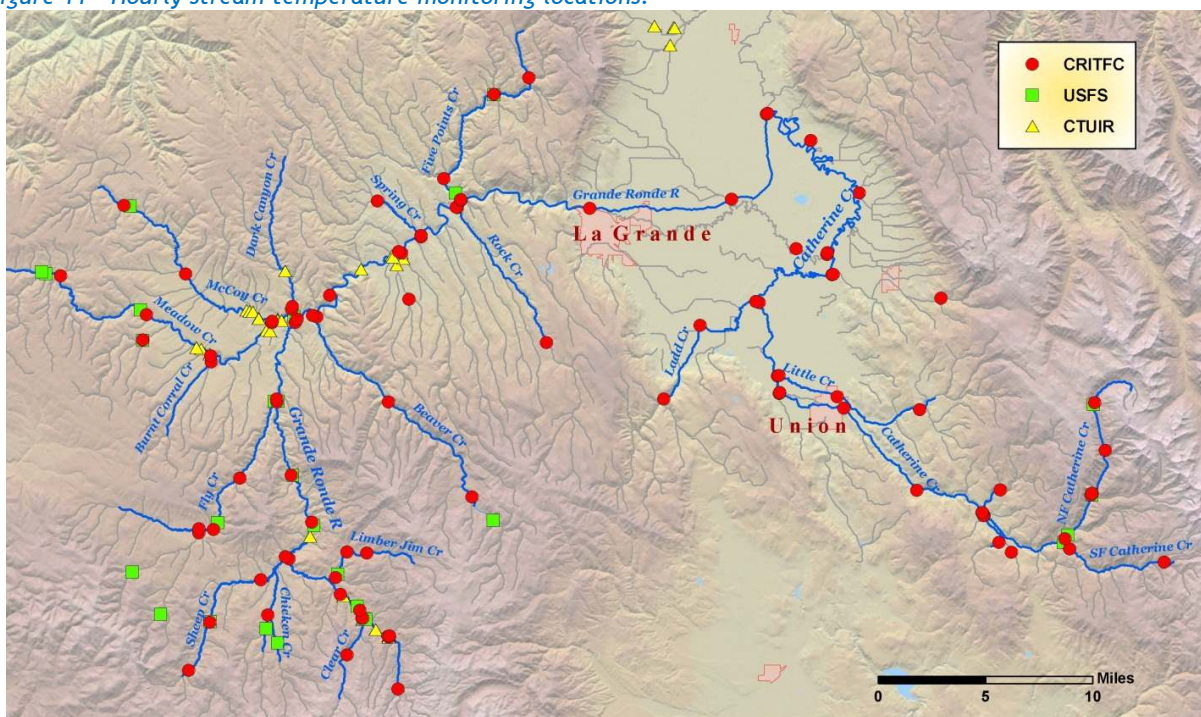 Hourly stream temperature monitoring locations.
CRITFC
USFS
CTUIR
Five Points Cr
Dark Canyon Cr
Spring Cr
Grande Ronde R
La Grande
Catherine Cr
Rock Cr
McCoy Cr
Meadow Cr
Burnt Corral Cr
Ladd Cr
Little Cr
Union
Catherine Cr
Beaver Cr
Grande Ronde R
Fly Cr
NF Catherine Cr
SF Catherine Cr
Limber Jim Cr
Sheep Cr
Chicken Cr
Clear Cr
Miles
0 5 10